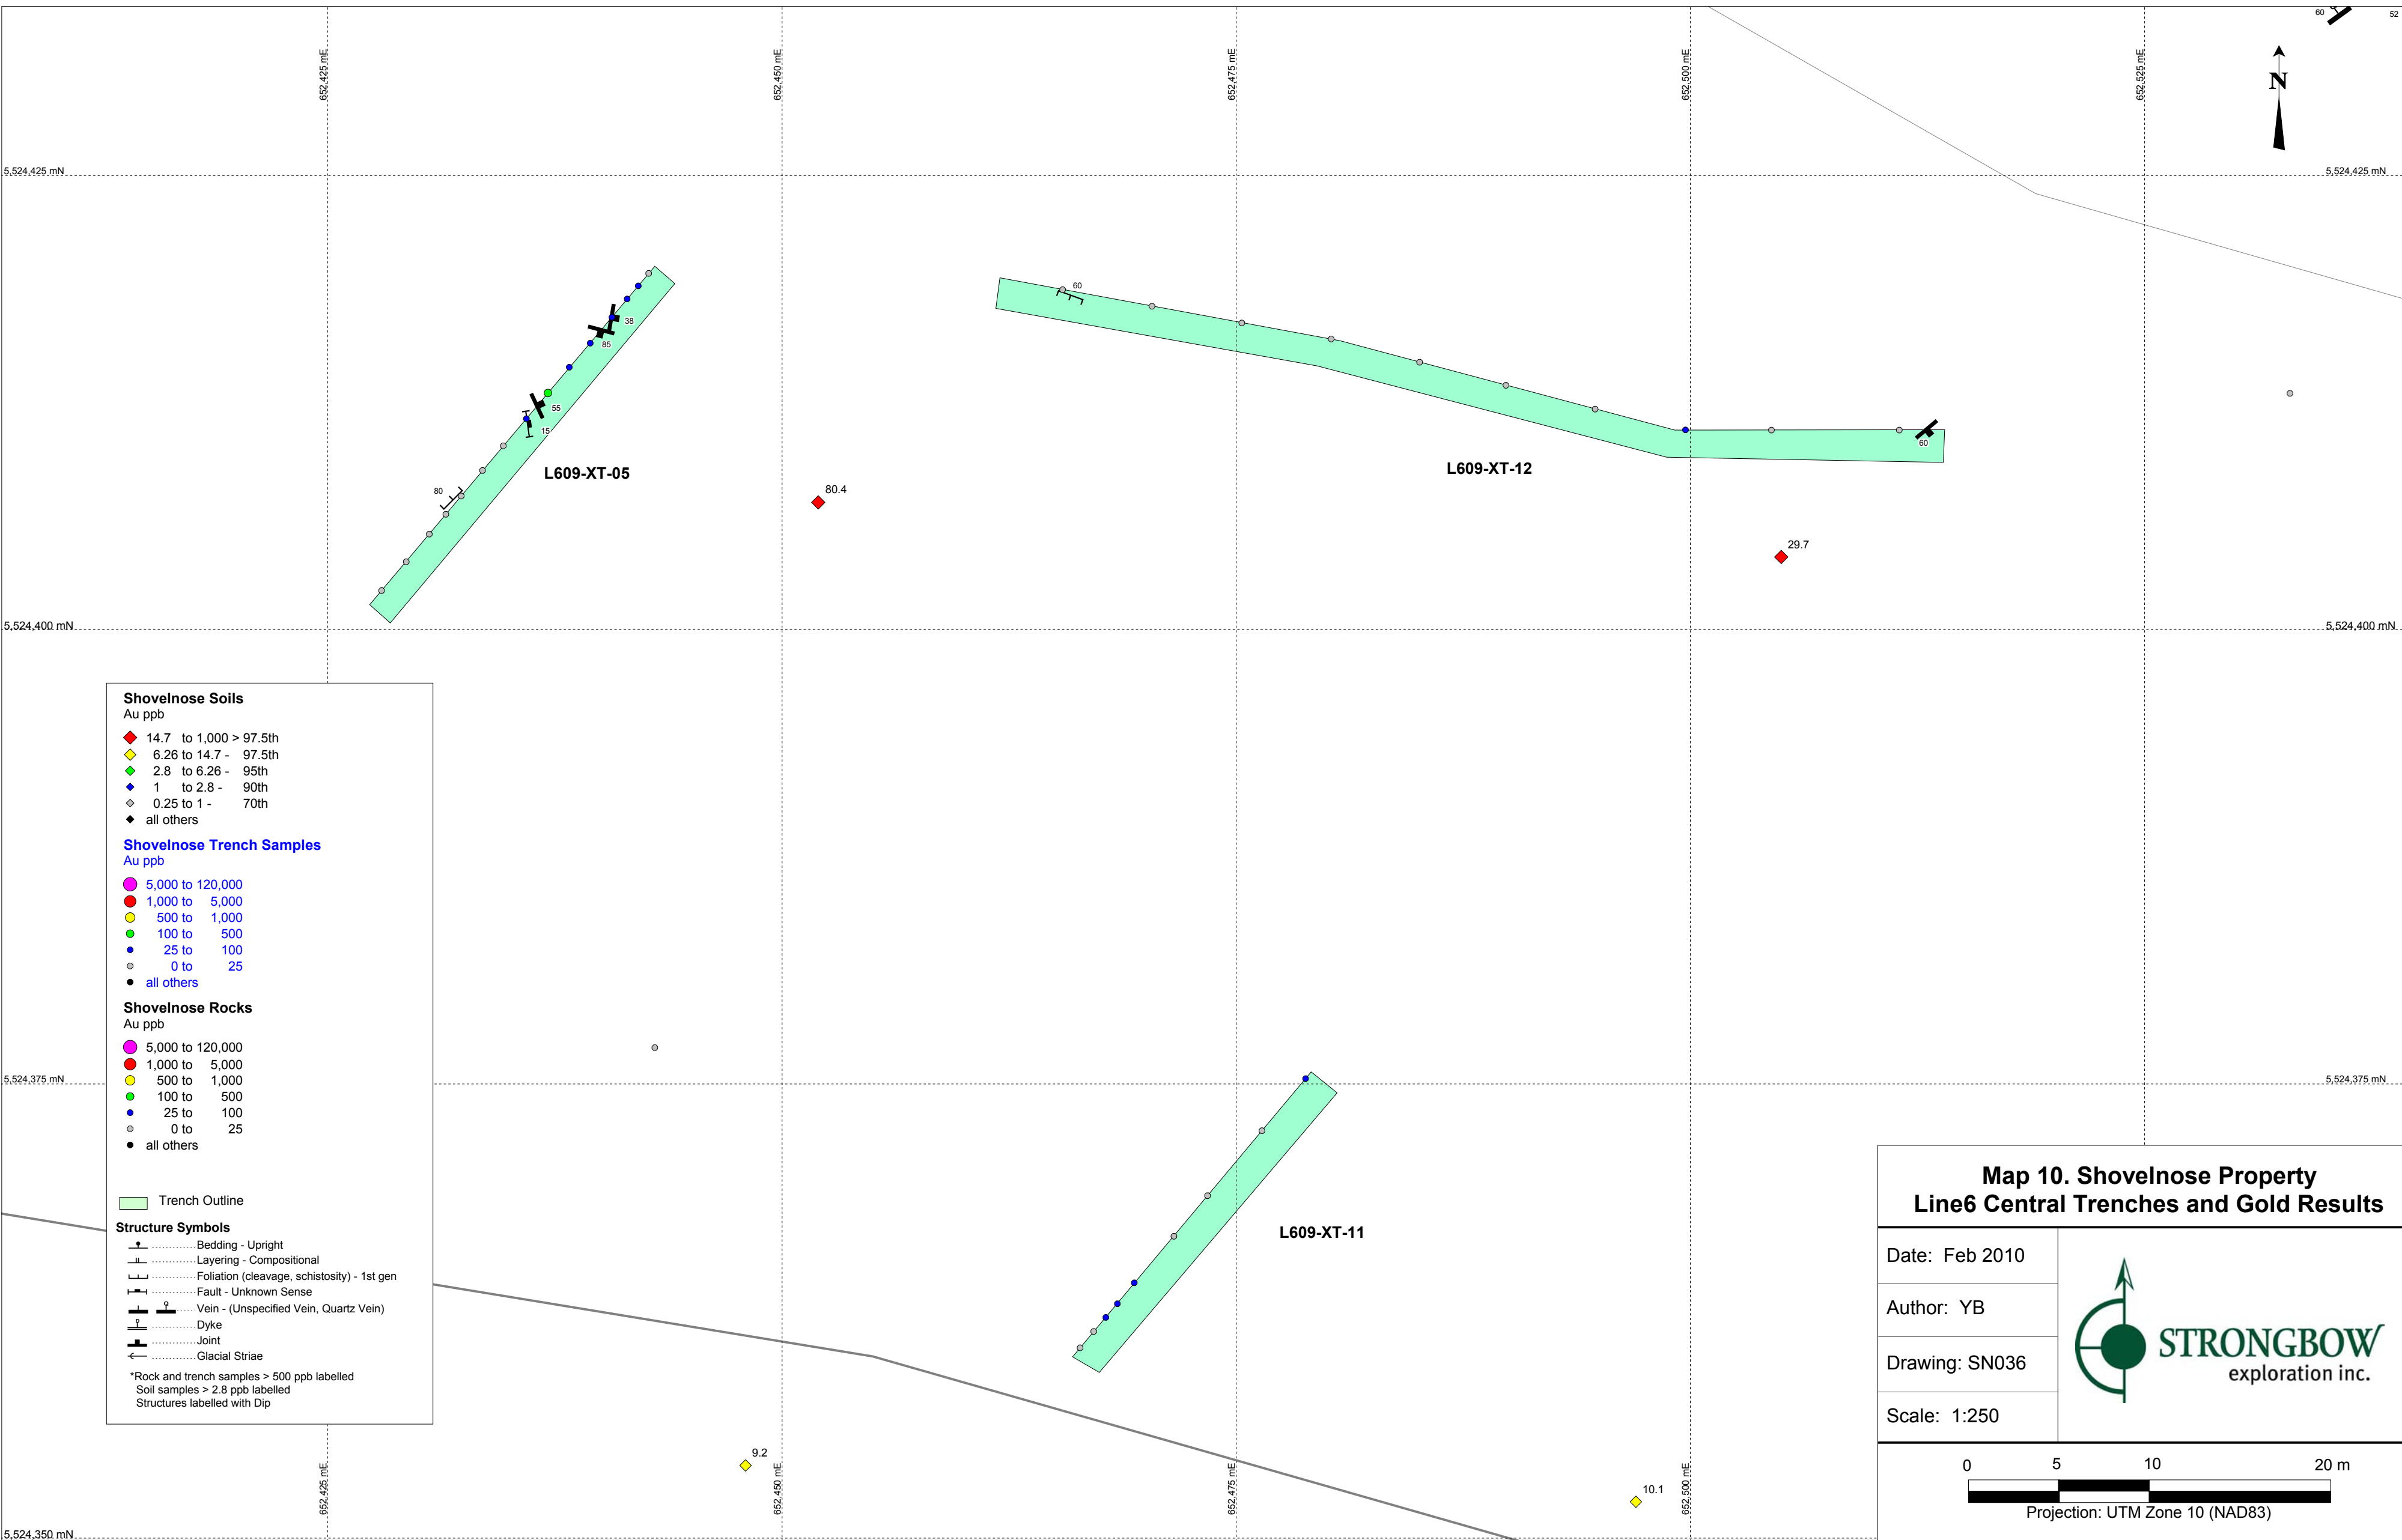 60
52
652,425 mE
652,450 mE
652,475 mE
652,500 mE
652,525 mE
N
5,524,425 mN
5,524,425 mN
60
38
85
55
15
L609-XT-05
80
80.4
L609-XT-12
60
29.7
5,524,400 mN
5,524,400 mN
Shovelnose Soils
Au ppb
14.7 to 1,000 > 97.5th
6.26 to 14.7 - 97.5th
2.8 to 6.26 - 95th
1 to 2.8 - 90th
0.25 to 1 - 70th
all others
Shovelnose Trench Samples
Au ppb
5,000 to 120,000
1,000 to 5,000
500 to 1,000
100 to 500
25 to 100
0 to 25
all others
Shovelnose Rocks
Au ppb
5,000 to 120,000
1,000 to 5,000
500 to 1,000
100 to 500
25 to 100
0 to 25
all others
Trench Outline
Structure Symbols
Bedding - Upright
Layering - Compositional
Foliation (cleavage, schistosity) - 1st gen
Fault - Unknown Sense
Vein - (Unspecified Vein, Quartz Vein)
Dyke
Joint
Glacial Striae
*Rock and trench samples > 500 ppb labelled
Soil samples > 2.8 ppb labelled
Structures labelled with Dip
5,524,375 mN
5,524,375 mN
L609-XT-11
9.2
10.1
652,425 mE
652,450 mE
652,475 mE
652,500 mE
5,524,350 mN
Map 10. Shovelnose Property
Line6 Central Trenches and Gold Results
Date: Feb 2010
Author: YB
Drawing: SN036
Scale: 1:250
STRONGBOW
exploration inc.
0 5 10 20 m
Projection: UTM Zone 10 (NAD83)